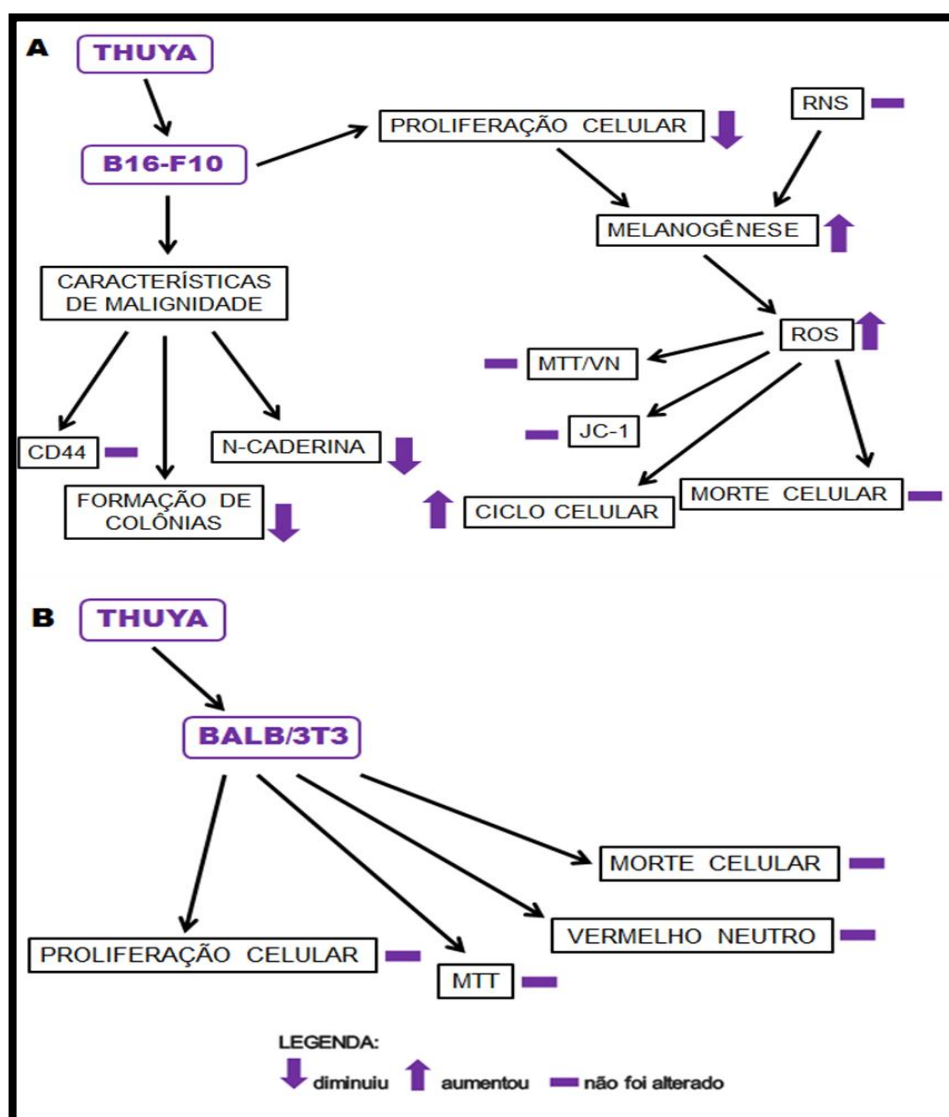 A
THUYA
B16-F10
PROLIFERAÇÃO CELULAR
RNS
MELANOGÊNESE
CARACTERÍSTICAS
DE MALIGNIDADE
ROS
MTT/VN
JC-1
CD44
N-CADERINA
FORMAÇÃO DE
COLÔNIAS
CICLO CELULAR
MORTE CELULAR
B
THUYA
BALB/3T3
MORTE CELULAR
VERMELHO NEUTRO
PROLIFERAÇÃO CELULAR
MTT
LEGENDA:
diminuiu aumentou não foi alterado